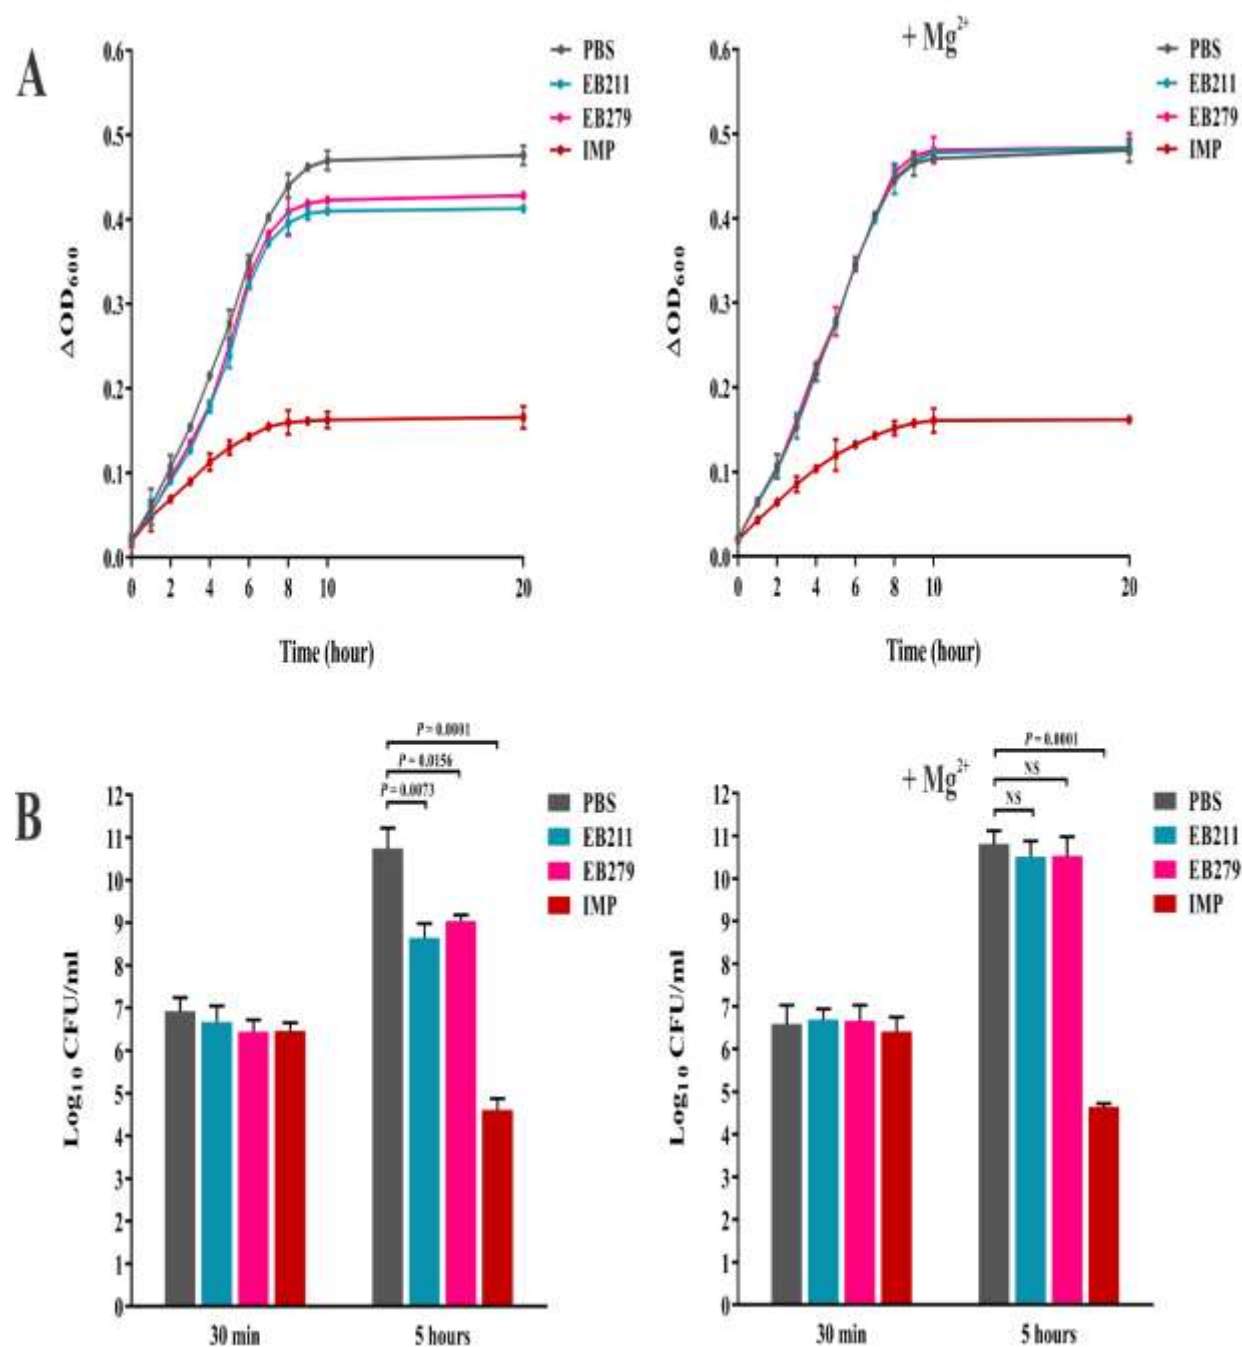 A
0.6
0.5
0.4
0.3
0.2
0.1
0.0
ΔOD₆₀₀
0 2 4 6 8 10 20
Time (hour)
PBS
EB211
EB279
IMP
+ Mg²⁺
0.6
0.5
0.4
0.3
0.2
0.1
0.0
ΔOD₆₀₀
0 2 4 6 8 10 20
Time (hour)
PBS
EB211
EB279
IMP
B
P = 0.0001
P = 0.0156
P = 0.0073
12
11
10
9
8
7
6
5
4
3
2
1
0
Log₁₀ CFU/ml
30 min 5 hours
PBS
EB211
EB279
IMP
+ Mg²⁺
P = 0.0001
NS
NS
12
11
10
9
8
7
6
5
4
3
2
1
0
Log₁₀ CFU/ml
30 min 5 hours
PBS
EB211
EB279
IMP